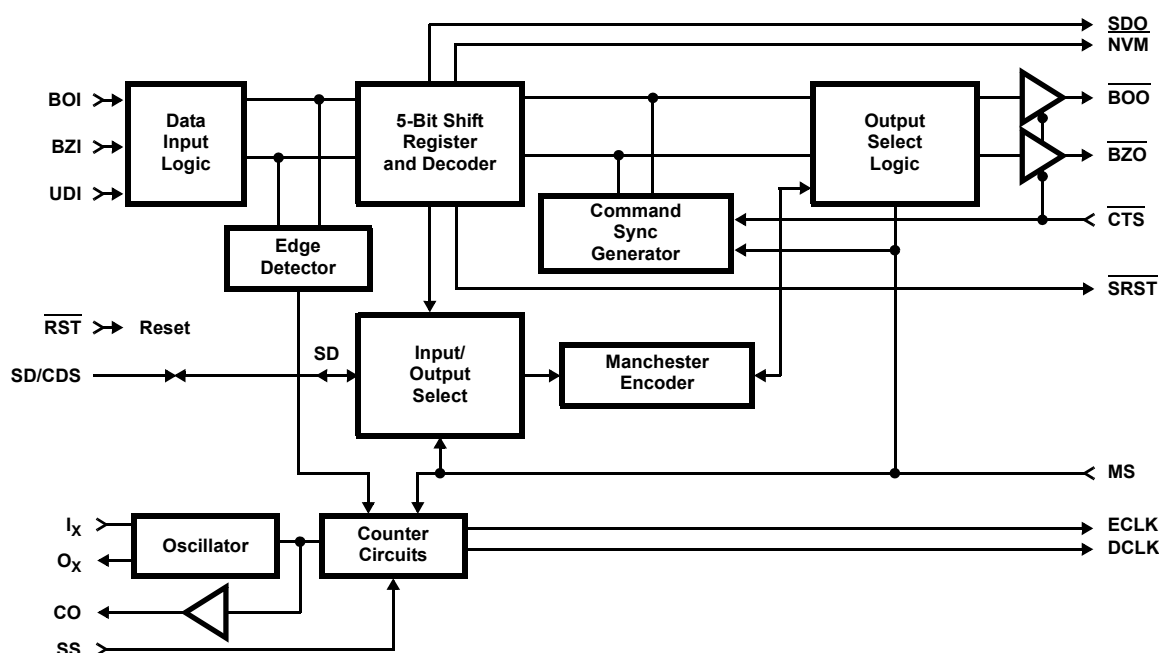 SDO
NVM
BOI
BZI
UDI
Data
Input
Logic
5-Bit Shift
Register
and Decoder
Output
Select
Logic
BOO
BZO
Edge
Detector
Command
Sync
Generator
CTS
SRST
RST
Reset
SD/CDS
SD
Input/
Output
Select
Manchester
Encoder
MS
IX
OX
Oscillator
Counter
Circuits
ECLK
DCLK
CO
SS